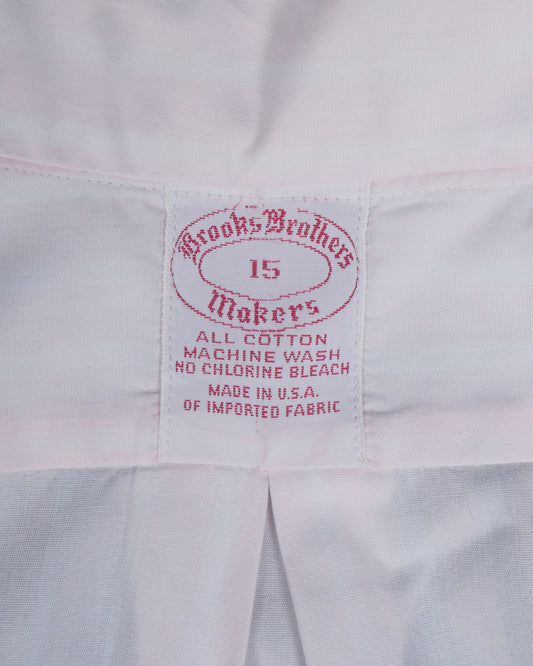 Brooks Brothers
15
Makers
ALL COTTON
MACHINE WASH
NO CHLORINE BLEACH
MADE IN U.S.A.
OF IMPORTED FABRIC